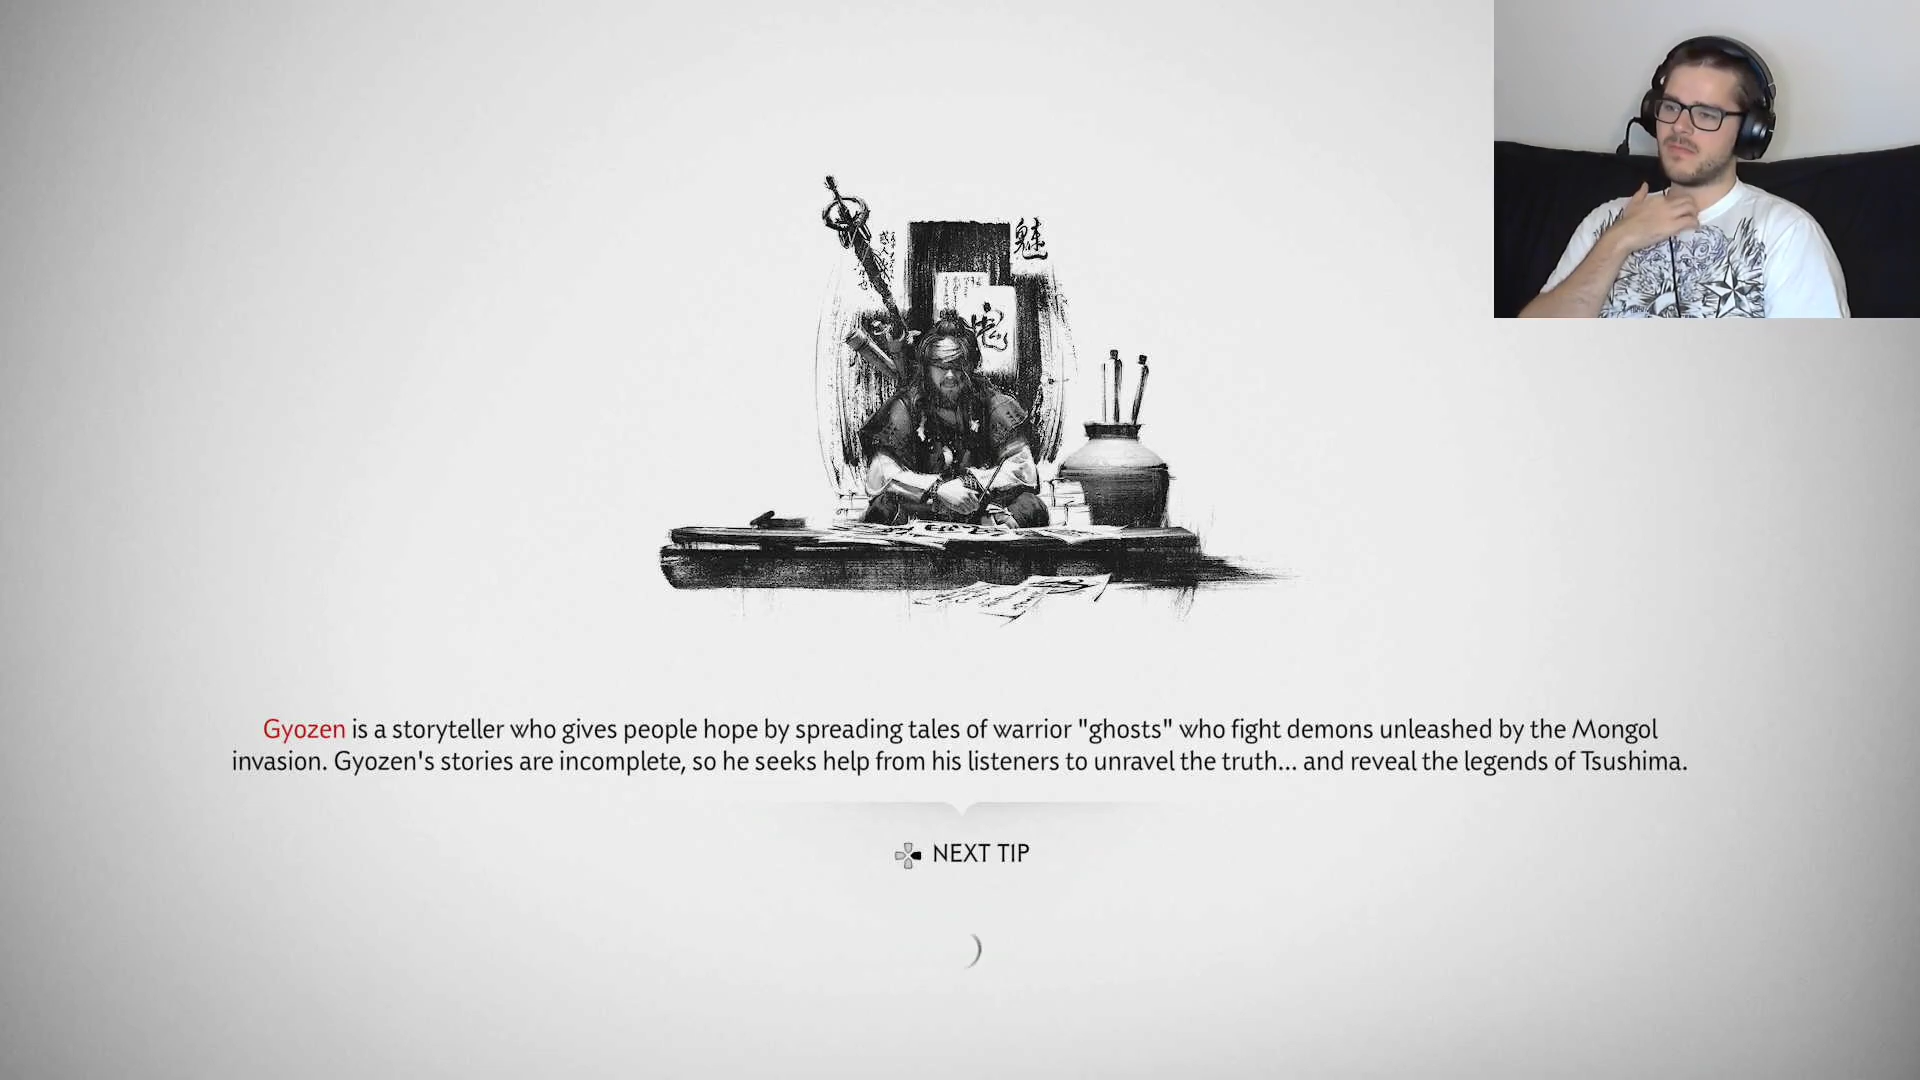 魅
鬼
Gyozen is a storyteller who gives people hope by spreading tales of warrior "ghosts" who fight demons unleashed by the Mongol
invasion. Gyozen's stories are incomplete, so he seeks help from his listeners to unravel the truth... and reveal the legends of Tsushima.
NEXT TIP